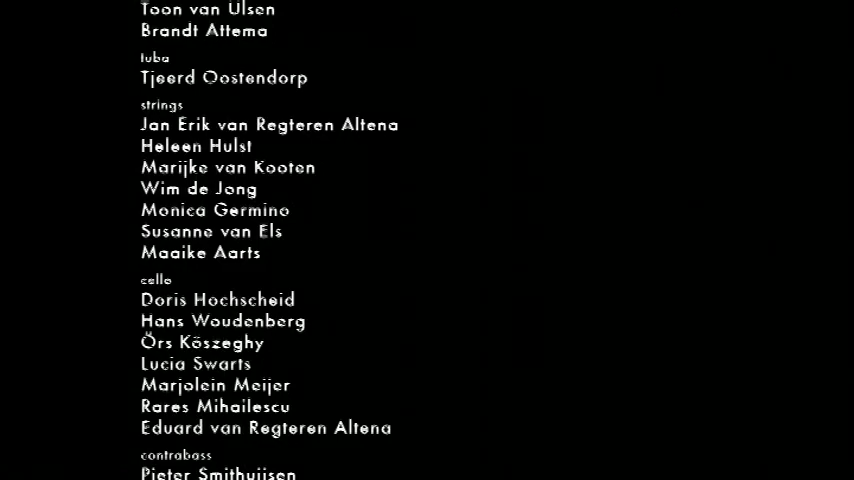 Toon van Ulsen
Brandt Attema
tuba
Tjeerd Oostendorp
strings
Jan Erik van Regteren Altena
Heleen Hulst
Marijke van Kooten
Wim de Jong
Monica Germino
Susanne van Els
Maaike Aarts
cello
Doris Hochscheid
Hans Woudenberg
Örs Köszeghy
Lucia Swarts
Marjolein Meijer
Rares Mihailescu
Eduard van Regteren Altena
contrabass
Pieter Smithuijsen